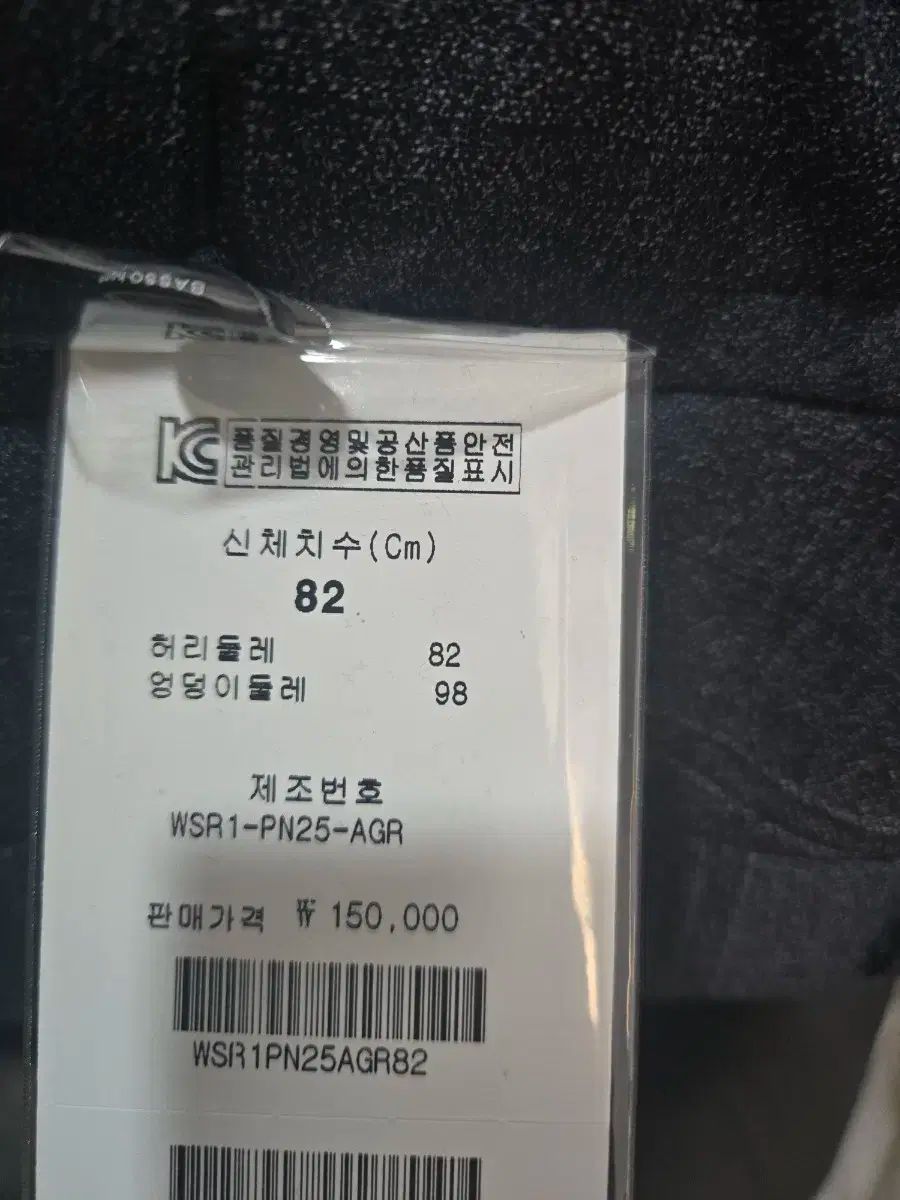 BASSO
KC
품질경영및공산품안전
관리법에의한품질표시
신체치수(Cm)
82
허리둘레 82
엉덩이둘레 98
제조번호
WSR1-PN25-AGR
판매가격 ₩ 150,000
WSR1PN25AGR82